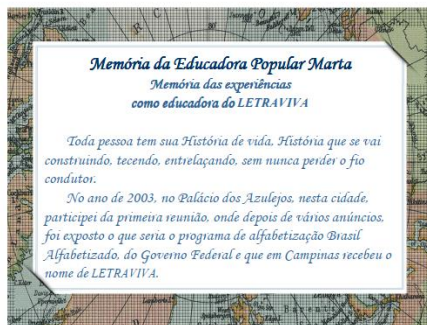 Memória da Educadora Popular Marta
Memória das experiências
como educadora do LETRAVIVA
Toda pessoa tem sua História de vida, História que se vai
construindo, tecendo, entrelaçando, sem nunca perder o fio
condutor.
No ano de 2003, no Palácio dos Azulejos, nesta cidade,
participei da primeira reunião, onde depois de vários anúncios,
foi exposto o que seria o programa de alfabetização Brasil
Alfabetizado, do Governo Federal e que em Campinas recebeu o
nome de LETRAVIVA.